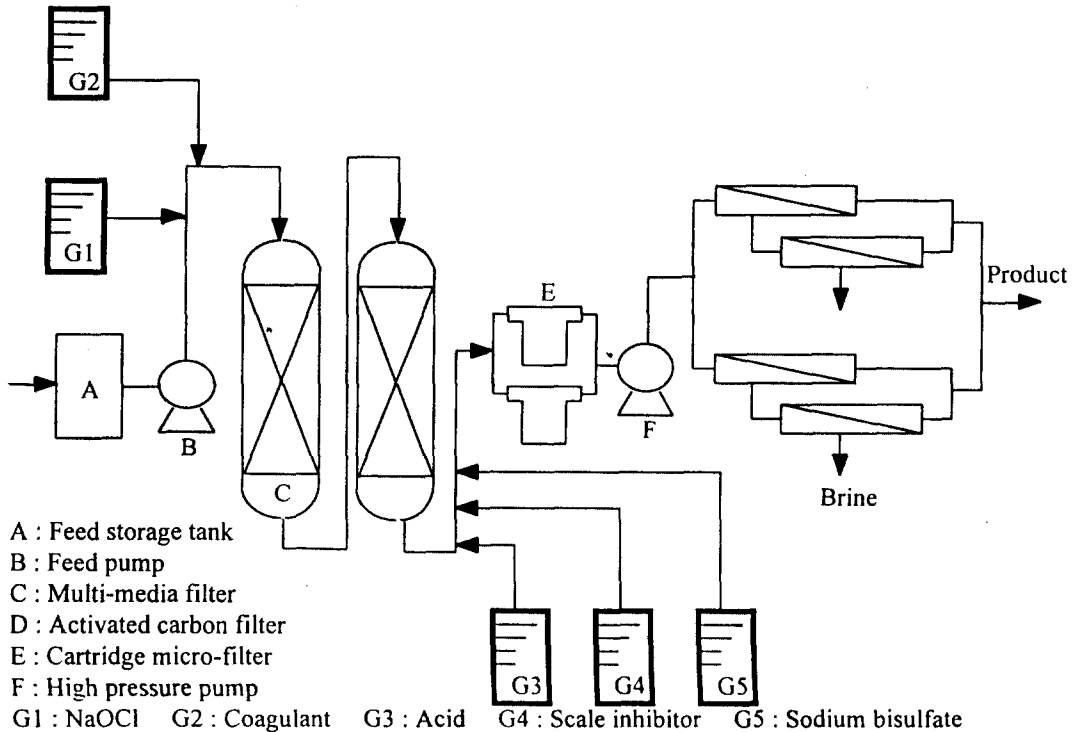 G2
G1
E
Product
A
B
F
C
Brine
A : Feed storage tank
B : Feed pump
C : Multi-media filter
D : Activated carbon filter
E : Cartridge micro-filter
F : High pressure pump
G3
G4
G5
G1 : NaOCl G2 : Coagulant G3 : Acid G4 : Scale inhibitor G5 : Sodium bisulfate